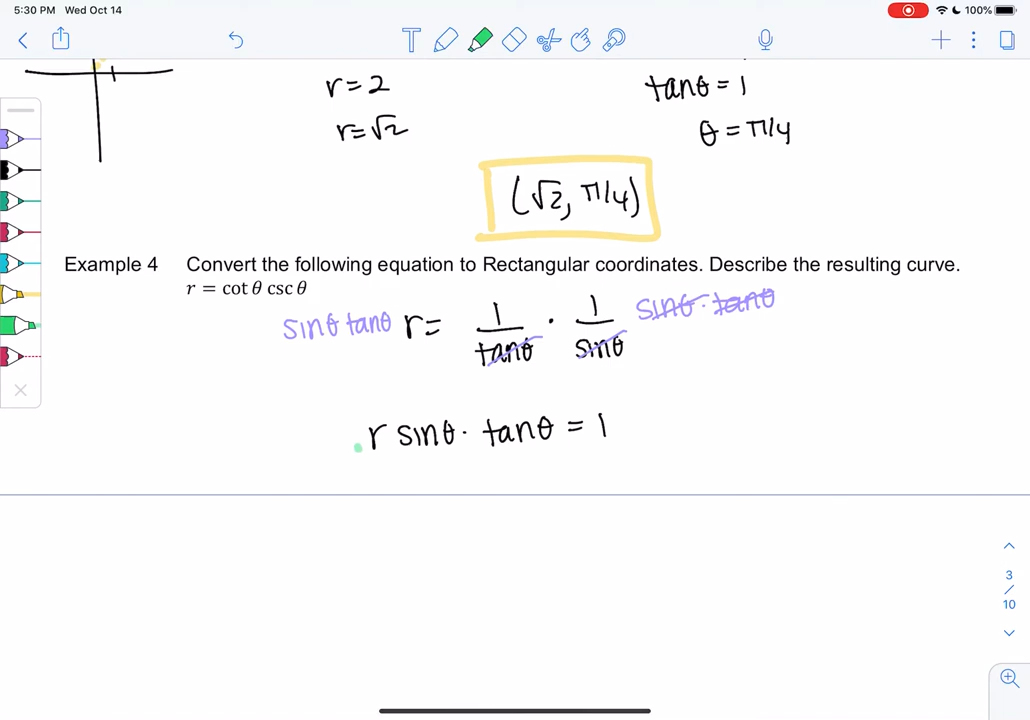 5:30 PM Wed Oct 14
100%
r = 2
tanθ = 1
r = √2
θ = π/4
(√2, π/4)
Example 4 Convert the following equation to Rectangular coordinates. Describe the resulting curve.
r = cot θ csc θ
sinθ tanθ r = 1/tanθ · 1/sinθ sinθ · tanθ
r sinθ · tanθ = 1
3
/
10